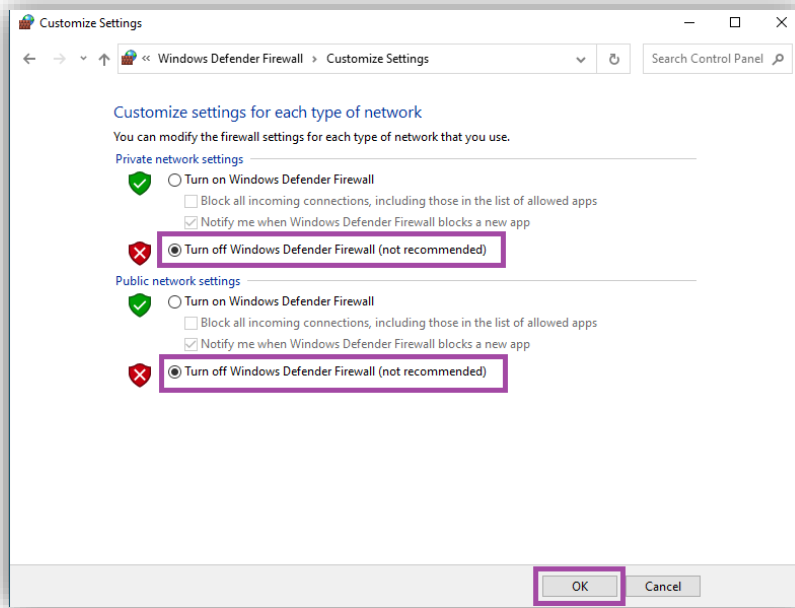 Customize Settings
« Windows Defender Firewall > Customize Settings
Search Control Panel
Customize settings for each type of network
You can modify the firewall settings for each type of network that you use.
Private network settings
Turn on Windows Defender Firewall
Block all incoming connections, including those in the list of allowed apps
Notify me when Windows Defender Firewall blocks a new app
Turn off Windows Defender Firewall (not recommended)
Public network settings
Turn on Windows Defender Firewall
Block all incoming connections, including those in the list of allowed apps
Notify me when Windows Defender Firewall blocks a new app
Turn off Windows Defender Firewall (not recommended)
OK Cancel